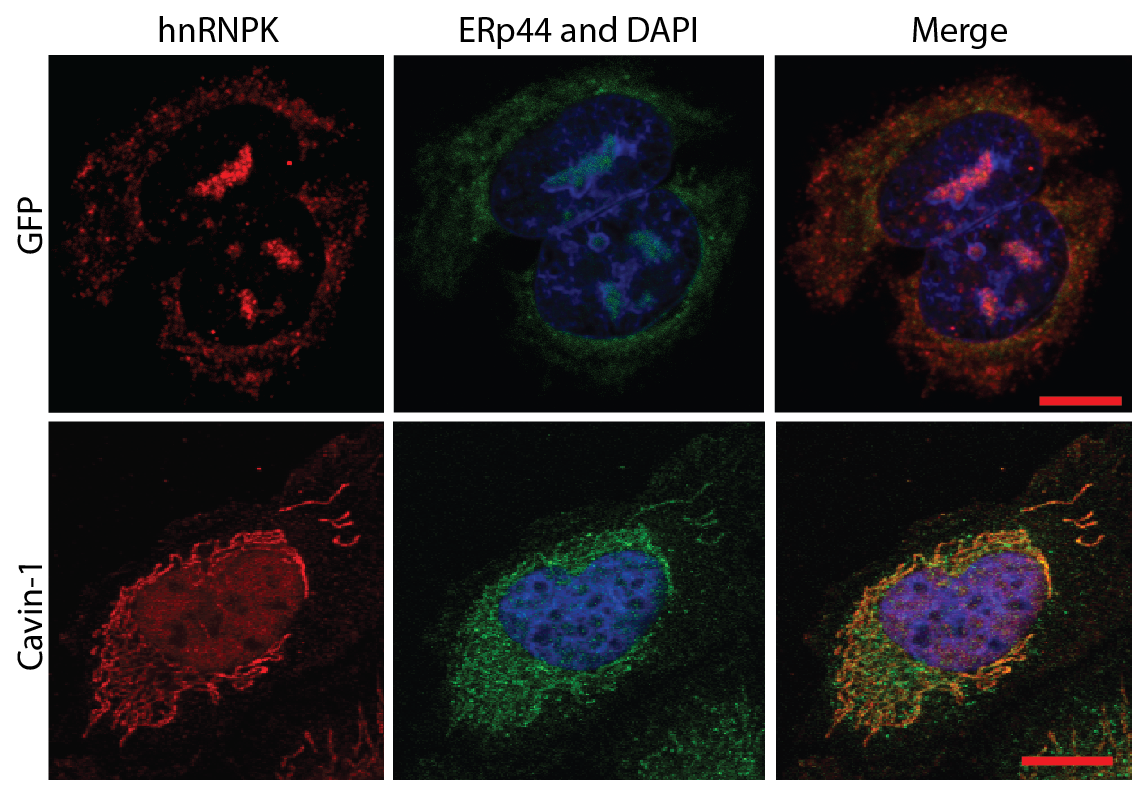 hnRNPK
ERp44 and DAPI
Merge
GFP
Cavin-1